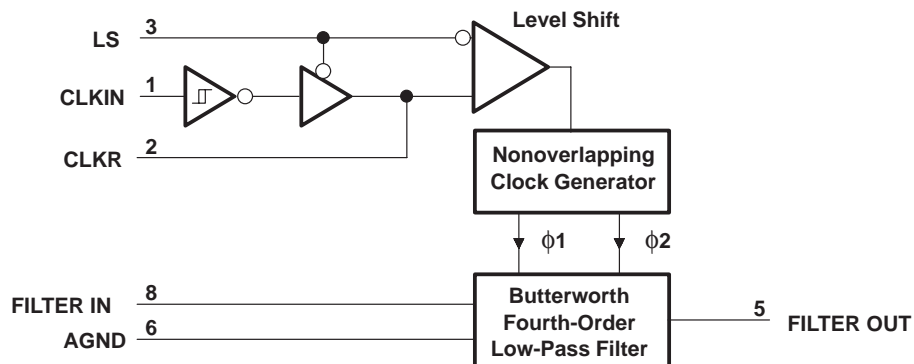 Level Shift
LS
3
CLKIN
1
CLKR
2
Nonoverlapping
Clock Generator
ϕ1
ϕ2
FILTER IN
8
AGND
6
Butterworth
Fourth-Order
Low-Pass Filter
5
FILTER OUT